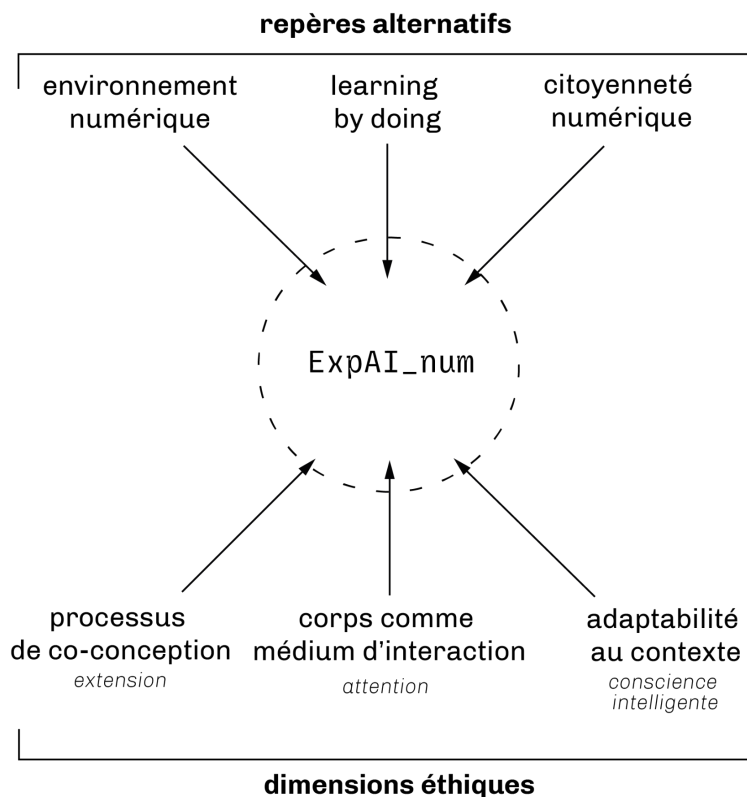 repères alternatifs
environnement
numérique
learning
by doing
citoyenneté
numérique
ExpAI_num
processus
de co-conception
extension
corps comme
médium d'interaction
attention
adaptabilité
au contexte
conscience
intelligente
dimensions éthiques